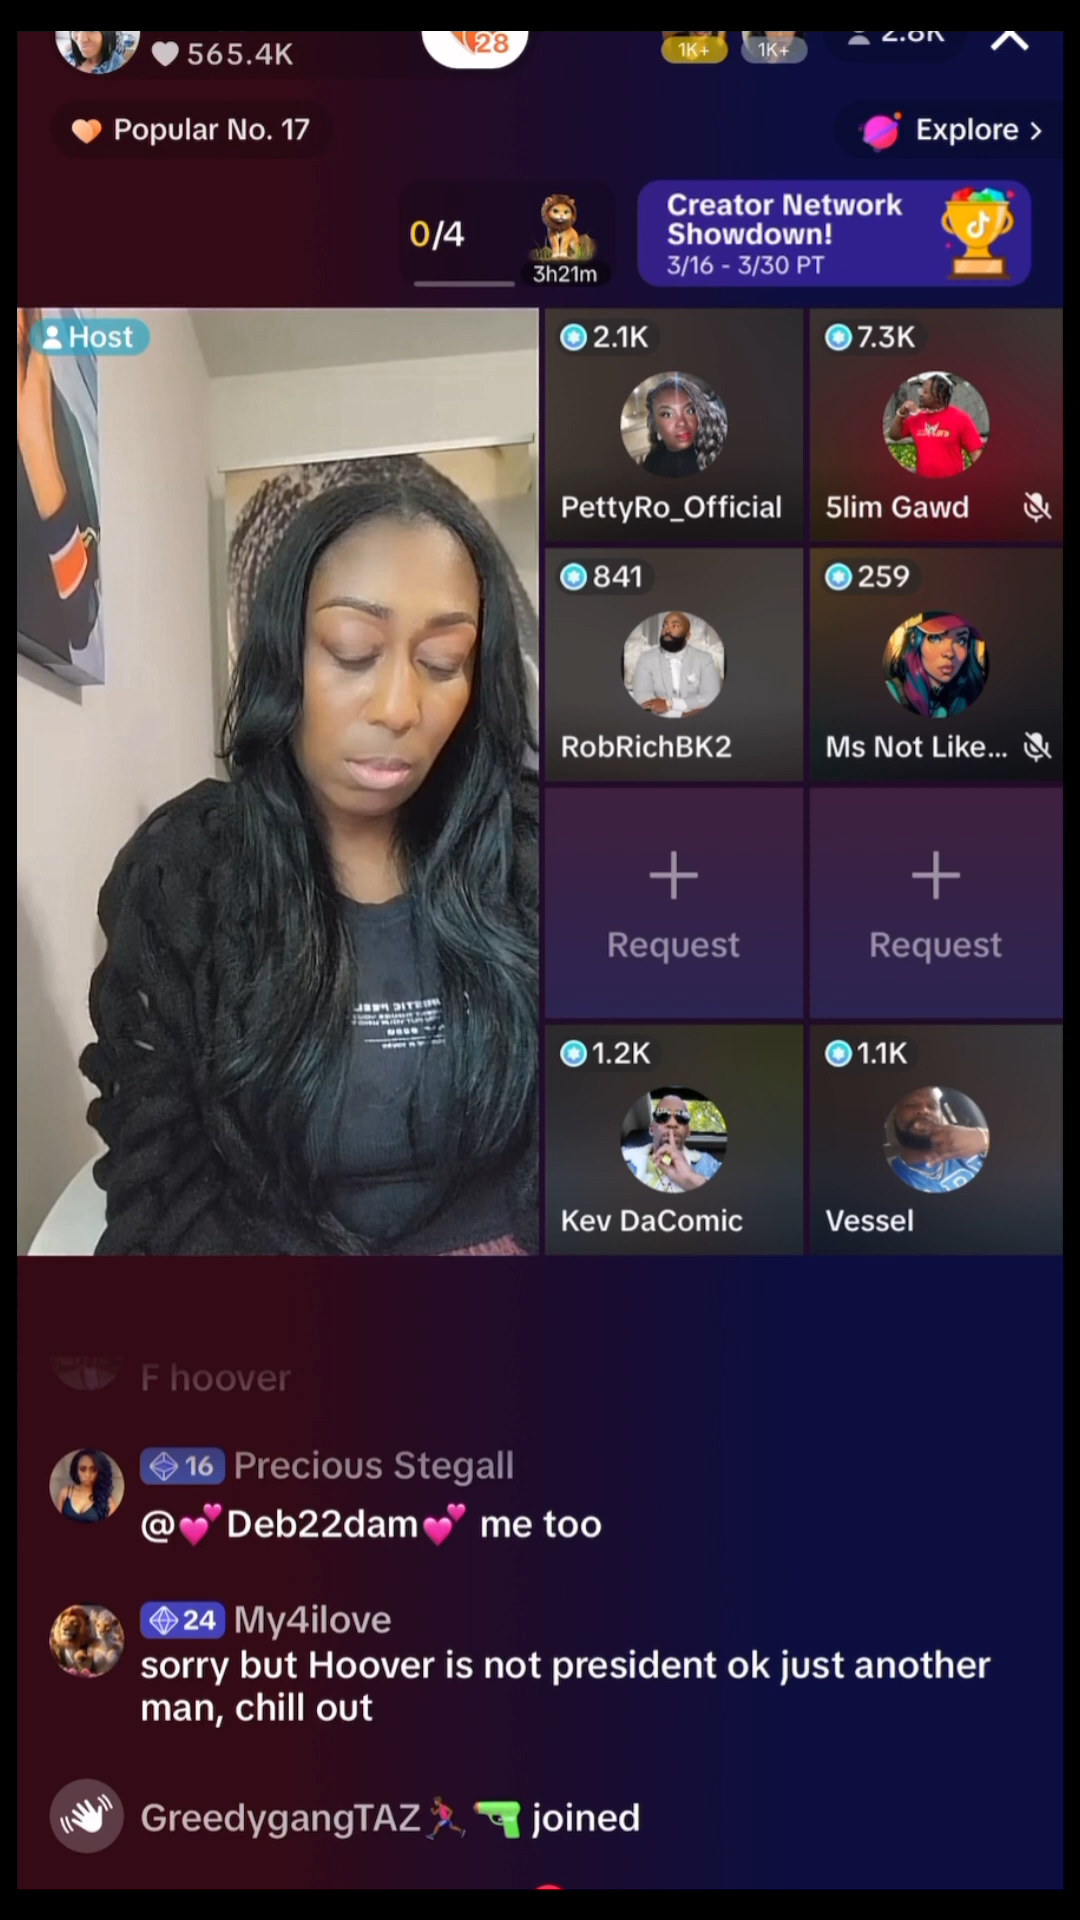 565.4K
28
1K+
1K+
2.8K
Popular No. 17
Explore >
0/4
3h21m
Creator Network
Showdown!
3/16 - 3/30 PT
Host
2.1K
PettyRo_Official
7.3K
5lim Gawd
841
RobRichBK2
259
Ms Not Like...
Request
Request
1.2K
Kev DaComic
1.1K
Vessel
F hoover
16 Precious Stegall
@💕Deb22dam💕 me too
24 My4ilove
sorry but Hoover is not president ok just another
man, chill out
GreedygangTAZ🏃🏾‍♂️🔫 joined